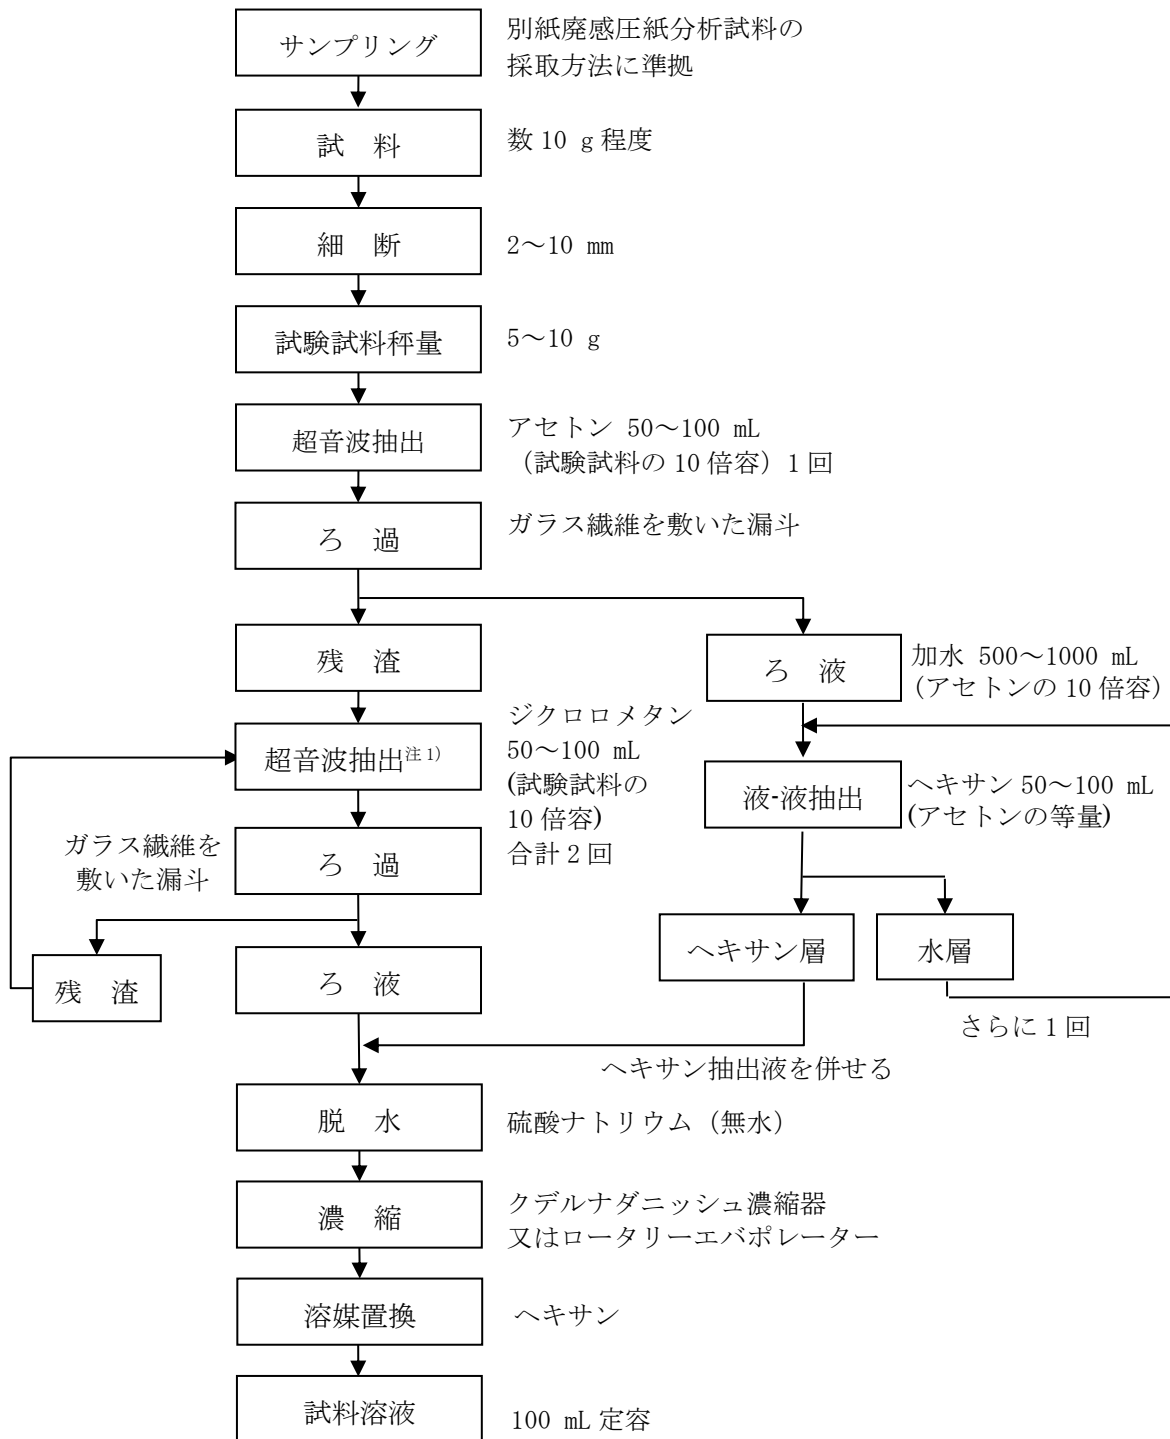 サンプリング
別紙廃感圧紙分析試料の
採取方法に準拠
試 料
数 10 g 程度
細 断
2～10 mm
試験試料秤量
5～10 g
超音波抽出
アセトン 50～100 mL
（試験試料の 10 倍容）1 回
ろ 過
ガラス繊維を敷いた漏斗
残 渣
ろ 液
加水 500～1000 mL
（アセトンの 10 倍容）
超音波抽出注 1)
ジクロロメタン
50～100 mL
(試験試料の
10 倍容)
合計 2 回
液-液抽出
ヘキサン 50～100 mL
(アセトンの等量)
ガラス繊維を
敷いた漏斗
ろ 過
ヘキサン層
水層
残 渣
ろ 液
さらに 1 回
ヘキサン抽出液を併せる
脱 水
硫酸ナトリウム（無水）
濃 縮
クデルナダニッシュ濃縮器
又はロータリーエバポレーター
溶媒置換
ヘキサン
試料溶液
100 mL 定容